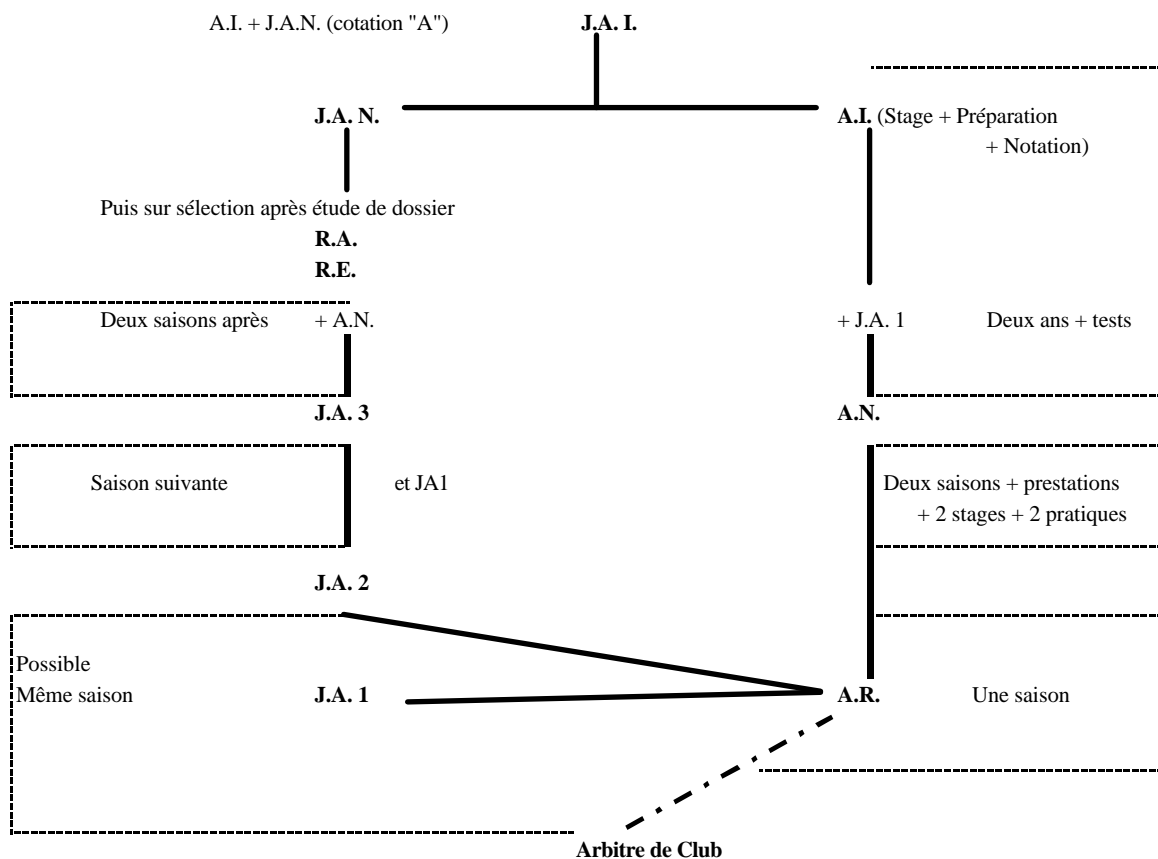 A.I. + J.A.N. (cotation "A") J.A. I.
J.A. N. A.I. (Stage + Préparation
+ Notation)
Puis sur sélection après étude de dossier
R.A.
R.E.
Deux saisons après + A.N. + J.A. 1 Deux ans + tests
J.A. 3 A.N.
Saison suivante et JA1 Deux saisons + prestations
+ 2 stages + 2 pratiques
J.A. 2
Possible
Même saison J.A. 1 A.R. Une saison
Arbitre de Club